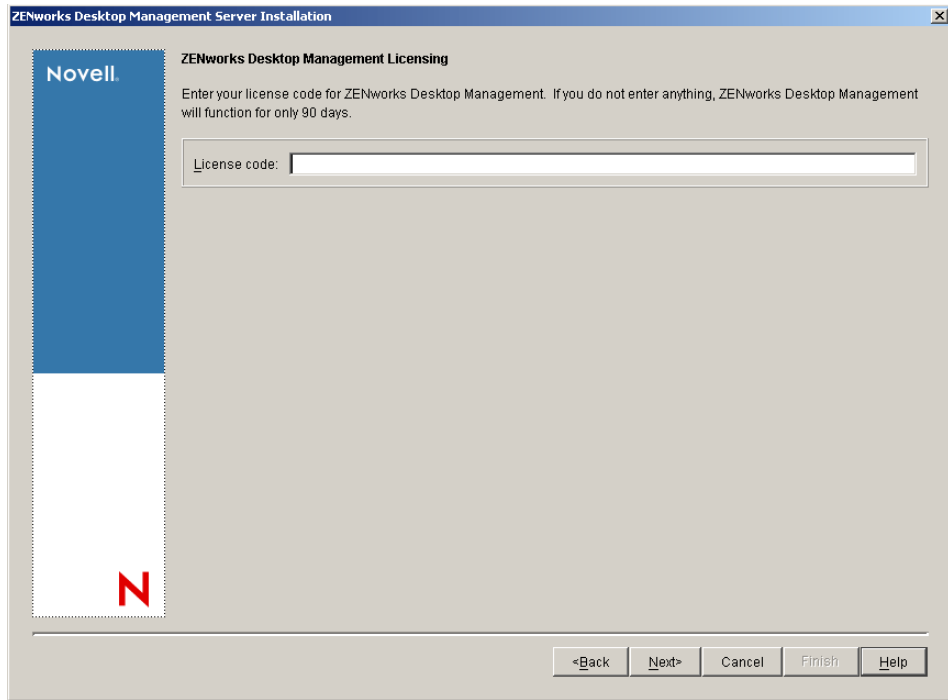 ZENworks Desktop Management Server Installation
Novell.
ZENworks Desktop Management Licensing
Enter your license code for ZENworks Desktop Management. If you do not enter anything, ZENworks Desktop Management
will function for only 90 days.
License code:
N
<Back Next> Cancel Finish Help